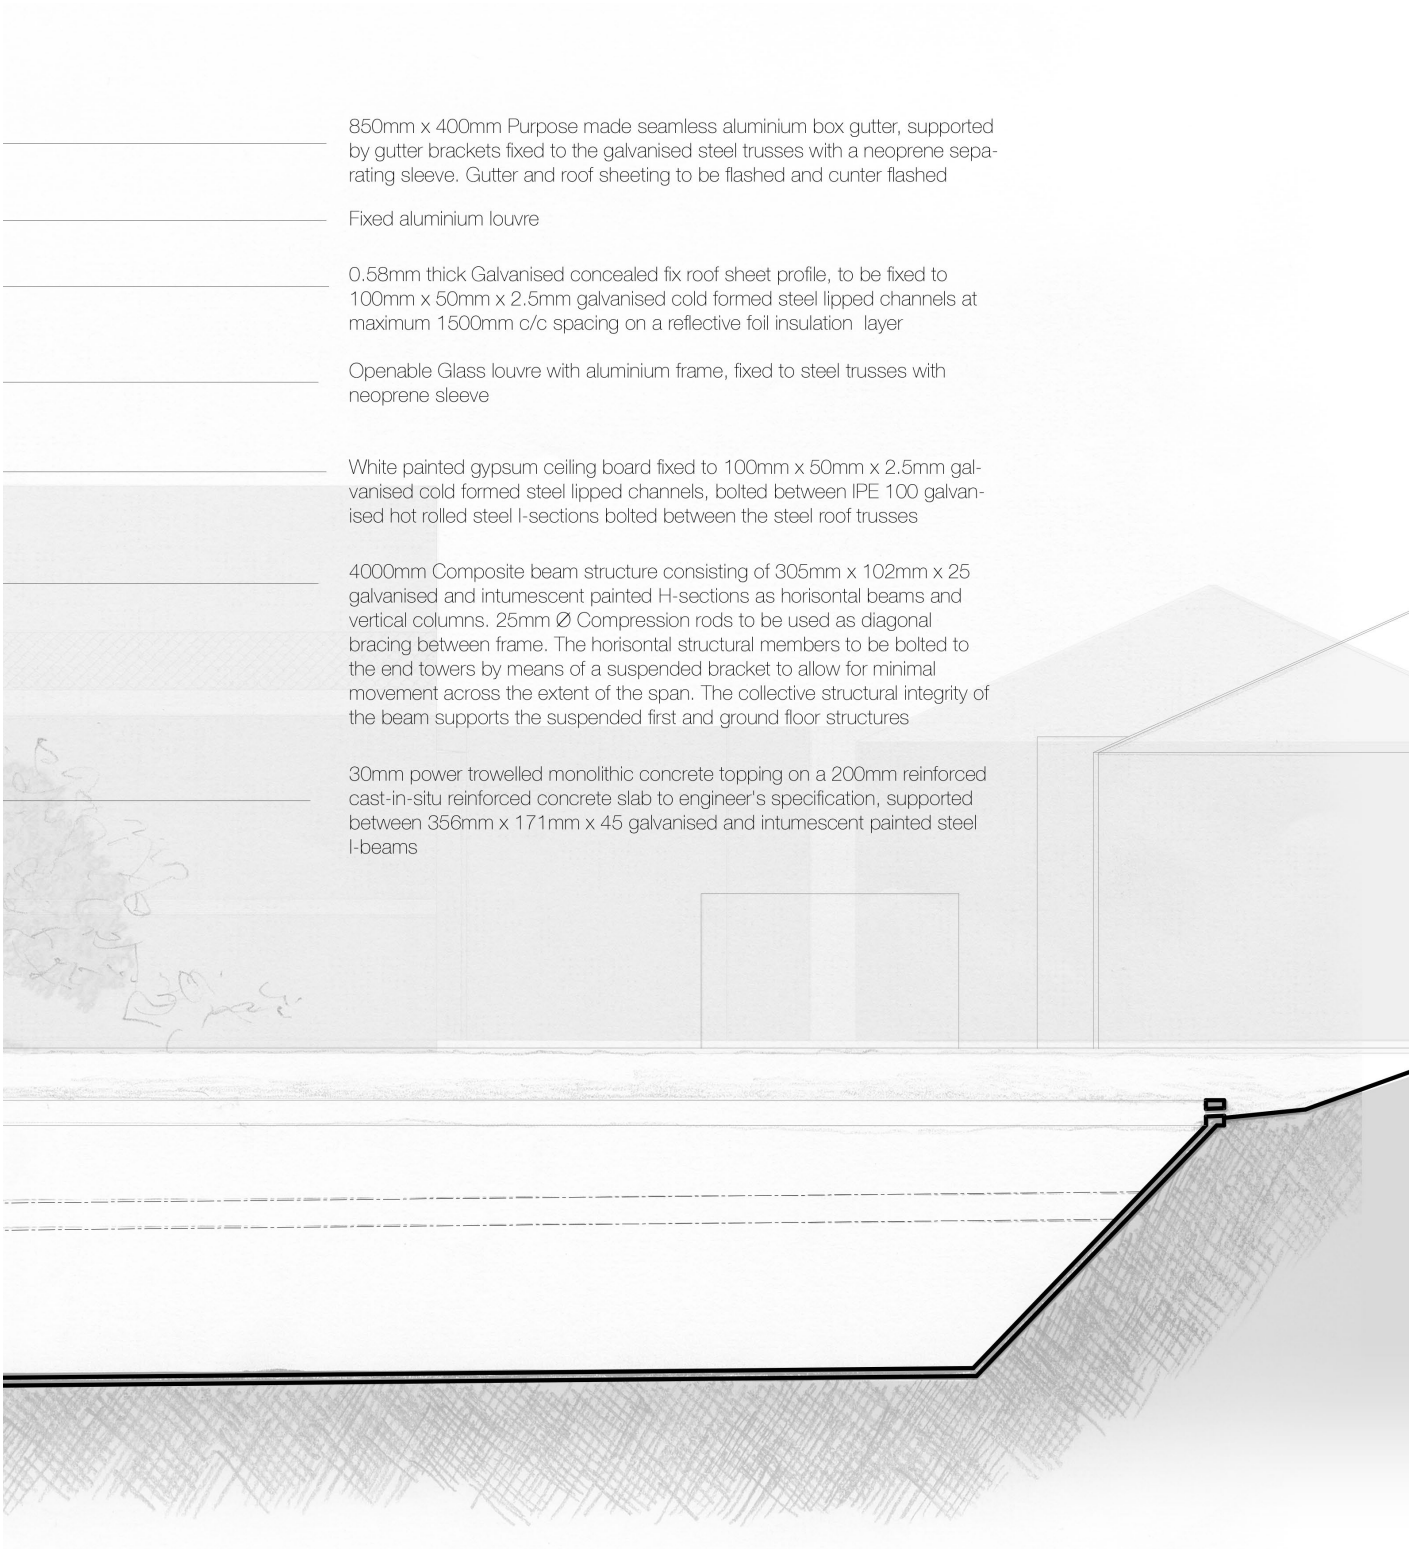 850mm x 400mm Purpose made seamless aluminium box gutter, supported
by gutter brackets fixed to the galvanised steel trusses with a neoprene sepa-
rating sleeve. Gutter and roof sheeting to be flashed and cunter flashed
Fixed aluminium louvre
0.58mm thick Galvanised concealed fix roof sheet profile, to be fixed to
100mm x 50mm x 2.5mm galvanised cold formed steel lipped channels at
maximum 1500mm c/c spacing on a reflective foil insulation  layer
Openable Glass louvre with aluminium frame, fixed to steel trusses with
neoprene sleeve
White painted gypsum ceiling board fixed to 100mm x 50mm x 2.5mm gal-
vanised cold formed steel lipped channels, bolted between IPE 100 galvan-
ised hot rolled steel I-sections bolted between the steel roof trusses
4000mm Composite beam structure consisting of 305mm x 102mm x 25
galvanised and intumescent painted H-sections as horisontal beams and
vertical columns. 25mm Ø Compression rods to be used as diagonal
bracing between frame. The horisontal structural members to be bolted to
the end towers by means of a suspended bracket to allow for minimal
movement across the extent of the span. The collective structural integrity of
the beam supports the suspended first and ground floor structures
30mm power trowelled monolithic concrete topping on a 200mm reinforced
cast-in-situ reinforced concrete slab to engineer's specification, supported
between 356mm x 171mm x 45 galvanised and intumescent painted steel
I-beams